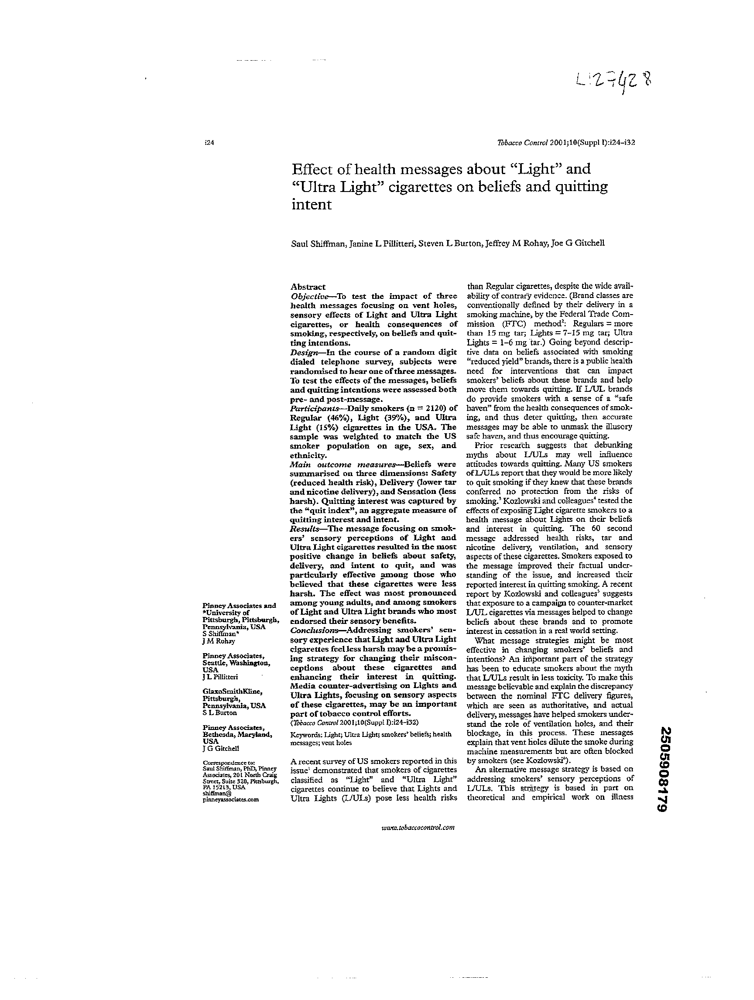 L127428
i24
Tobacco Control 2001;10(Suppl I):i24–i32
Effect of health messages about “Light” and
“Ultra Light” cigarettes on beliefs and quitting
intent
Saul Shiffman, Janine L Pillitteri, Steven L Burton, Jeffrey M Rohay, Joe G Gitchell
Abstract
Objective—To test the impact of three
health messages focusing on vent holes,
sensory effects of Light and Ultra Light
cigarettes, or health consequences of
smoking, respectively, on beliefs and quit-
ting intentions.
Design—In the course of a random digit
dialed telephone survey, subjects were
randomised to hear one of three messages.
To test the effects of the messages, beliefs
and quitting intentions were assessed both
pre- and post-message.
Participants—Daily smokers (n = 2120) of
Regular (46%), Light (39%), and Ultra
Light (15%) cigarettes in the USA. The
sample was weighted to match the US
smoker population on age, sex, and
ethnicity.
Main outcome measures—Beliefs were
summarised on three dimensions: Safety
(reduced health risk), Delivery (lower tar
and nicotine delivery), and Sensation (less
harsh). Quitting interest was captured by
the “quit index”, an aggregate measure of
quitting interest and intent.
Results—The message focusing on smok-
ers’ sensory perceptions of Light and
Ultra Light cigarettes resulted in the most
positive change in beliefs about safety,
delivery, and intent to quit, and was
particularly effective among those who
believed that these cigarettes were less
harsh. The effect was most pronounced
among young adults, and among smokers
of Light and Ultra Light brands who most
endorsed their sensory benefits.
Conclusions—Addressing smokers’ sen-
sory experience that Light and Ultra Light
cigarettes feel less harsh may be a promis-
ing strategy for changing their miscon-
ceptions about these cigarettes and
enhancing their interest in quitting.
Media counter-advertising on Lights and
Ultra Lights, focusing on sensory aspects
of these cigarettes, may be an important
part of tobacco control efforts.
(Tobacco Control 2001;10(Suppl I):i24–i32)
Keywords: Light; Ultra Light; smokers’ beliefs; health
messages; vent holes
A recent survey of US smokers reported in this
issue¹ demonstrated that smokers of cigarettes
classified as “Light” and “Ultra Light”
cigarettes continue to believe that Lights and
Ultra Lights (L/ULs) pose less health risks
than Regular cigarettes, despite the wide avail-
ability of contrary evidence. (Brand classes are
conventionally defined by their delivery in a
smoking machine, by the Federal Trade Com-
mission (FTC) method²: Regulars = more
than 15 mg tar; Lights = 7–15 mg tar; Ultra
Lights = 1–6 mg tar.) Going beyond descrip-
tive data on beliefs associated with smoking
“reduced yield” brands, there is a public health
need for interventions that can impact
smokers’ beliefs about these brands and help
move them towards quitting. If L/UL brands
do provide smokers with a sense of a “safe
haven” from the health consequences of smok-
ing, and thus deter quitting, then accurate
messages may be able to unmask the illusory
safe haven, and thus encourage quitting.
Prior research suggests that debunking
myths about L/ULs may well influence
attitudes towards quitting. Many US smokers
of L/ULs report that they would be more likely
to quit smoking if they knew that these brands
conferred no protection from the risks of
smoking.³ Kozlowski and colleagues⁴ tested the
effects of exposing Light cigarette smokers to a
health message about Lights on their beliefs
and interest in quitting. The 60 second
message addressed health risks, tar and
nicotine delivery, ventilation, and sensory
aspects of these cigarettes. Smokers exposed to
the message improved their factual under-
standing of the issue, and increased their
reported interest in quitting smoking. A recent
report by Kozlowski and colleagues⁵ suggests
that exposure to a campaign to counter-market
L/UL cigarettes via messages helped to change
beliefs about these brands and to promote
interest in cessation in a real world setting.
What message strategies might be most
effective in changing smokers’ beliefs and
intentions? An important part of the strategy
has been to educate smokers about the myth
that L/ULs result in less toxicity. To make this
message believable and explain the discrepancy
between the nominal FTC delivery figures,
which are seen as authoritative, and actual
delivery, messages have helped smokers under-
stand the role of ventilation holes, and their
blockage, in this process. These messages
explain that vent holes dilute the smoke during
machine measurements but are often blocked
by smokers (see Kozlowski⁶).
An alternative message strategy is based on
addressing smokers’ sensory perceptions of
L/ULs. This strategy is based in part on
theoretical and empirical work on illness
Pinney Associates and
*University of
Pittsburgh, Pittsburgh,
Pennsylvania, USA
S Shiffman*
J M Rohay
Pinney Associates,
Seattle, Washington,
USA
J L Pillitteri
GlaxoSmithKline,
Pittsburgh,
Pennsylvania, USA
S L Burton
Pinney Associates,
Bethesda, Maryland,
USA
J G Gitchell
Correspondence to:
Saul Shiffman, PhD, Pinney
Associates, 201 North Craig
Street, Suite 320, Pittsburgh,
PA 15213, USA
shiffman@
pinneyassociates.com
www.tobaccocontrol.com
2505908179